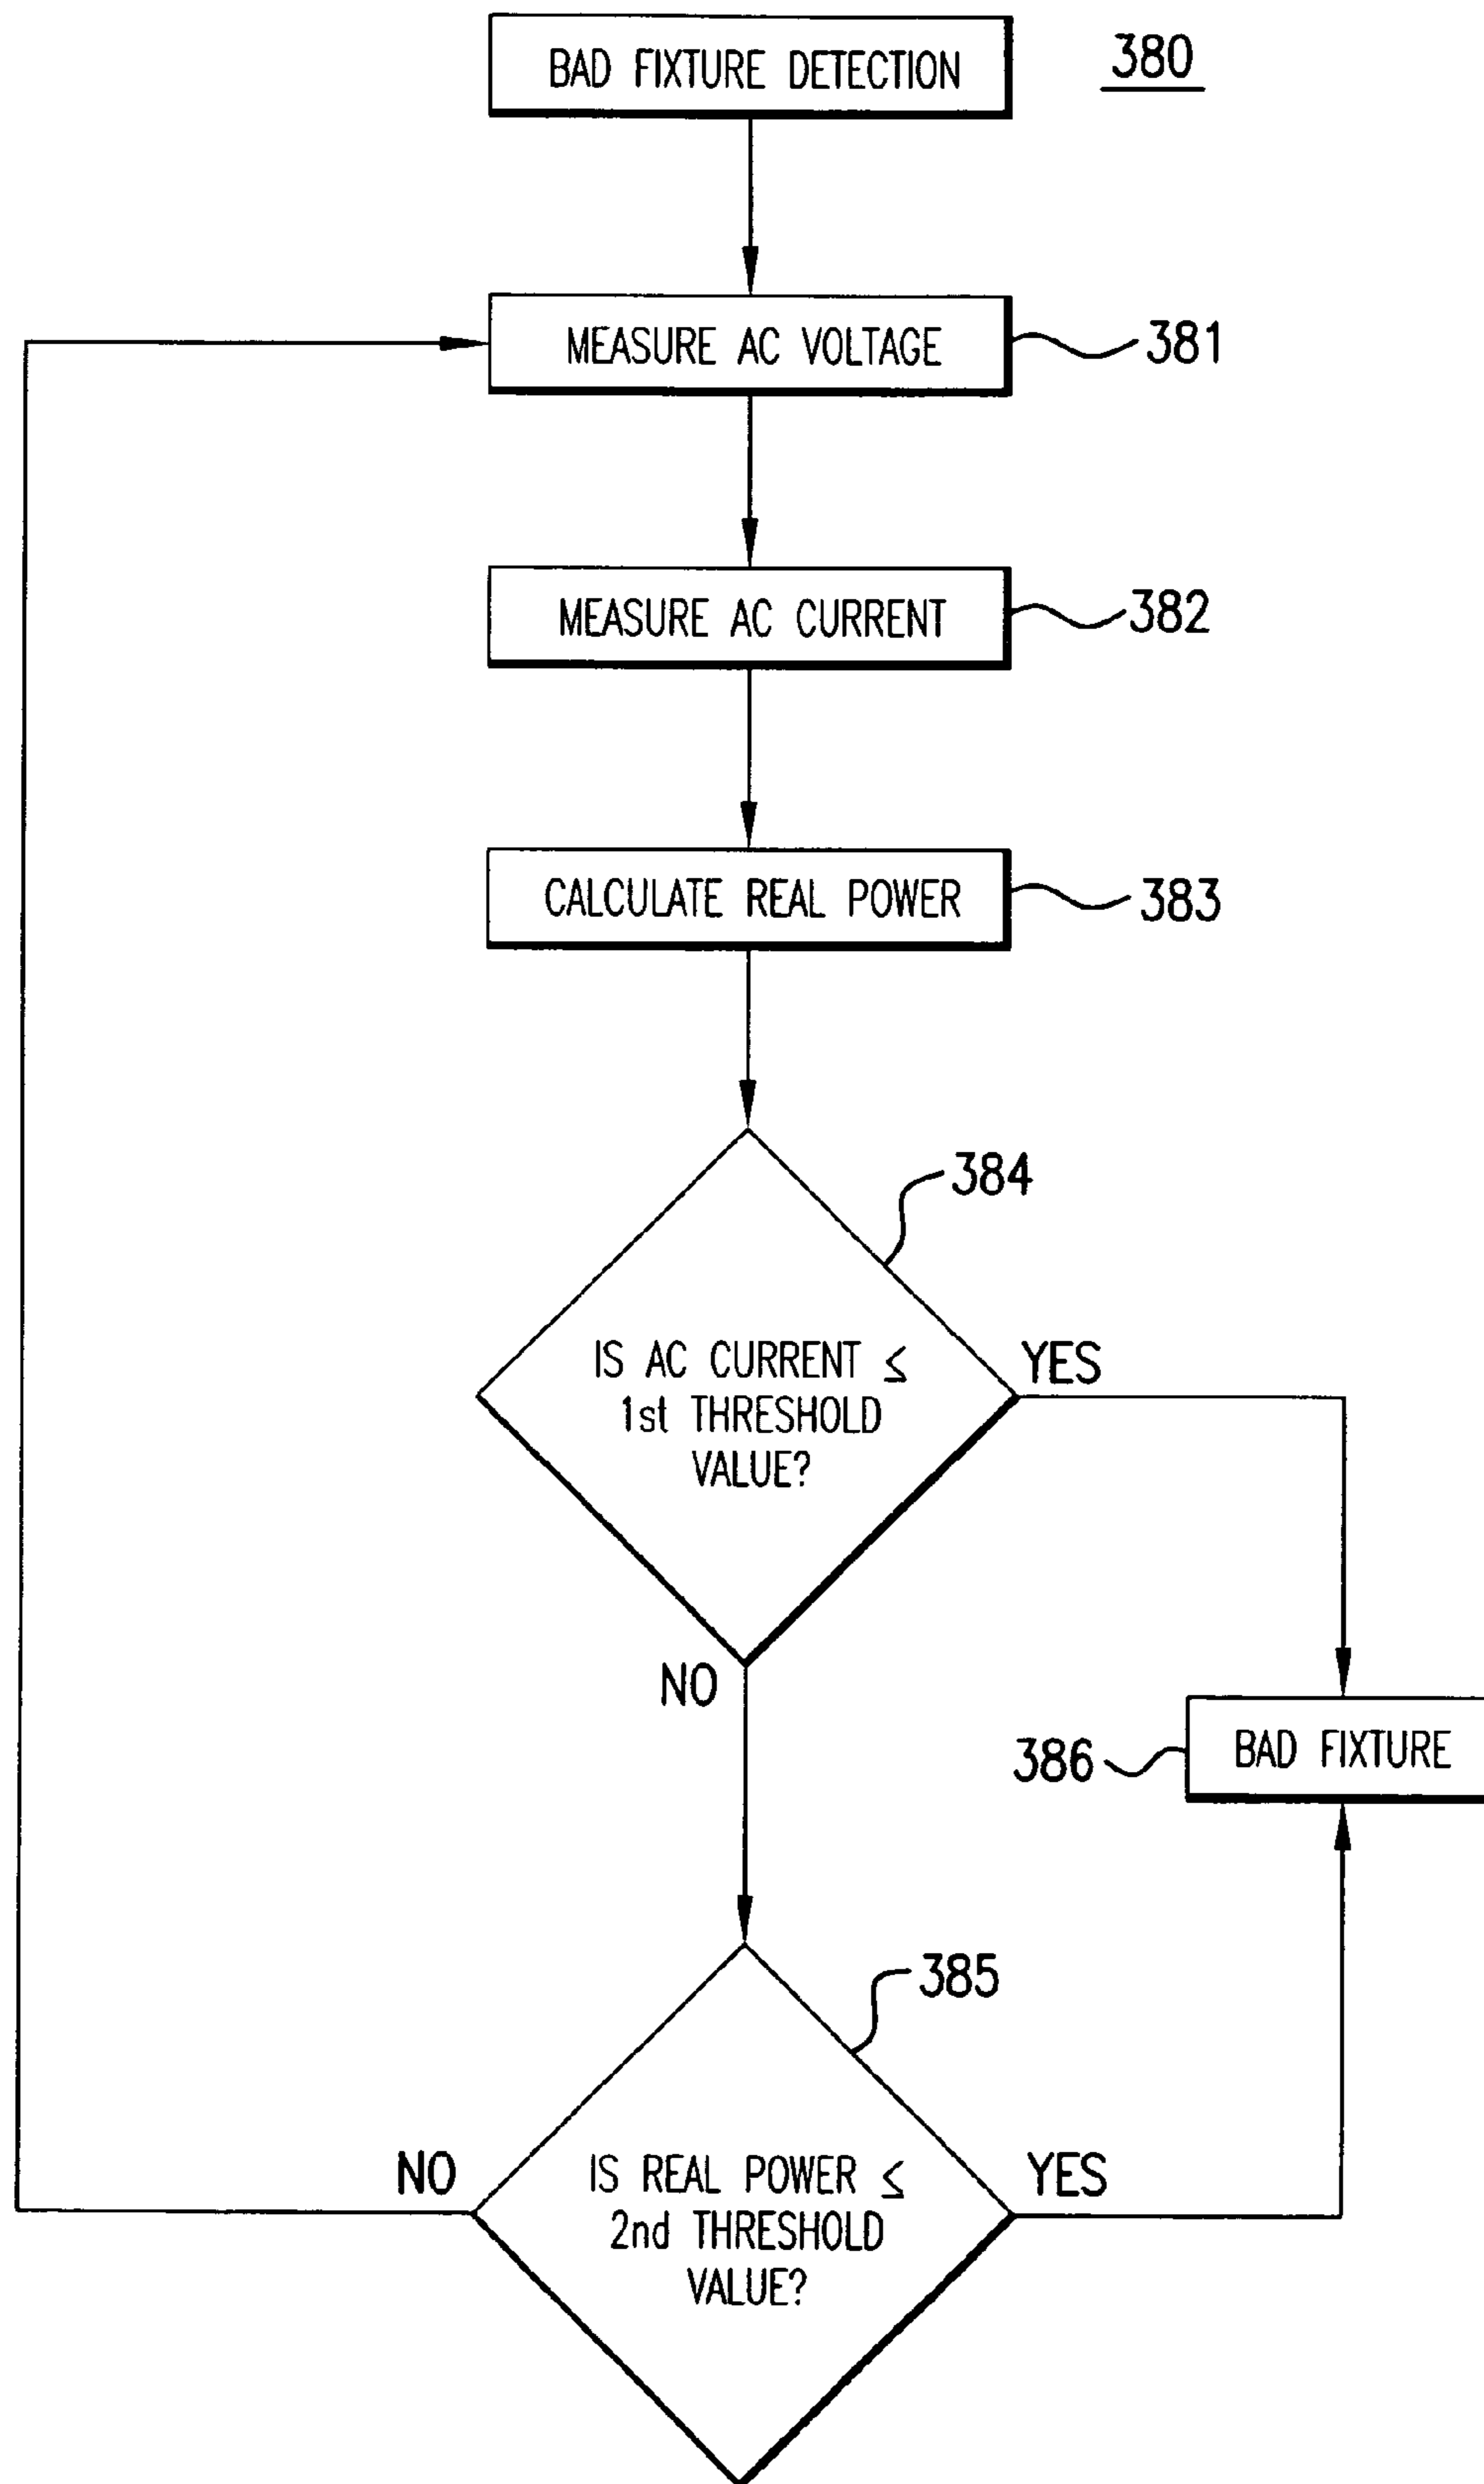 BAD FIXTURE DETECTION
380
MEASURE AC VOLTAGE
381
MEASURE AC CURRENT
382
CALCULATE REAL POWER
383
384
IS AC CURRENT ≤
1st THRESHOLD
VALUE?
YES
NO
386
BAD FIXTURE
385
NO
IS REAL POWER ≤
2nd THRESHOLD
VALUE?
YES